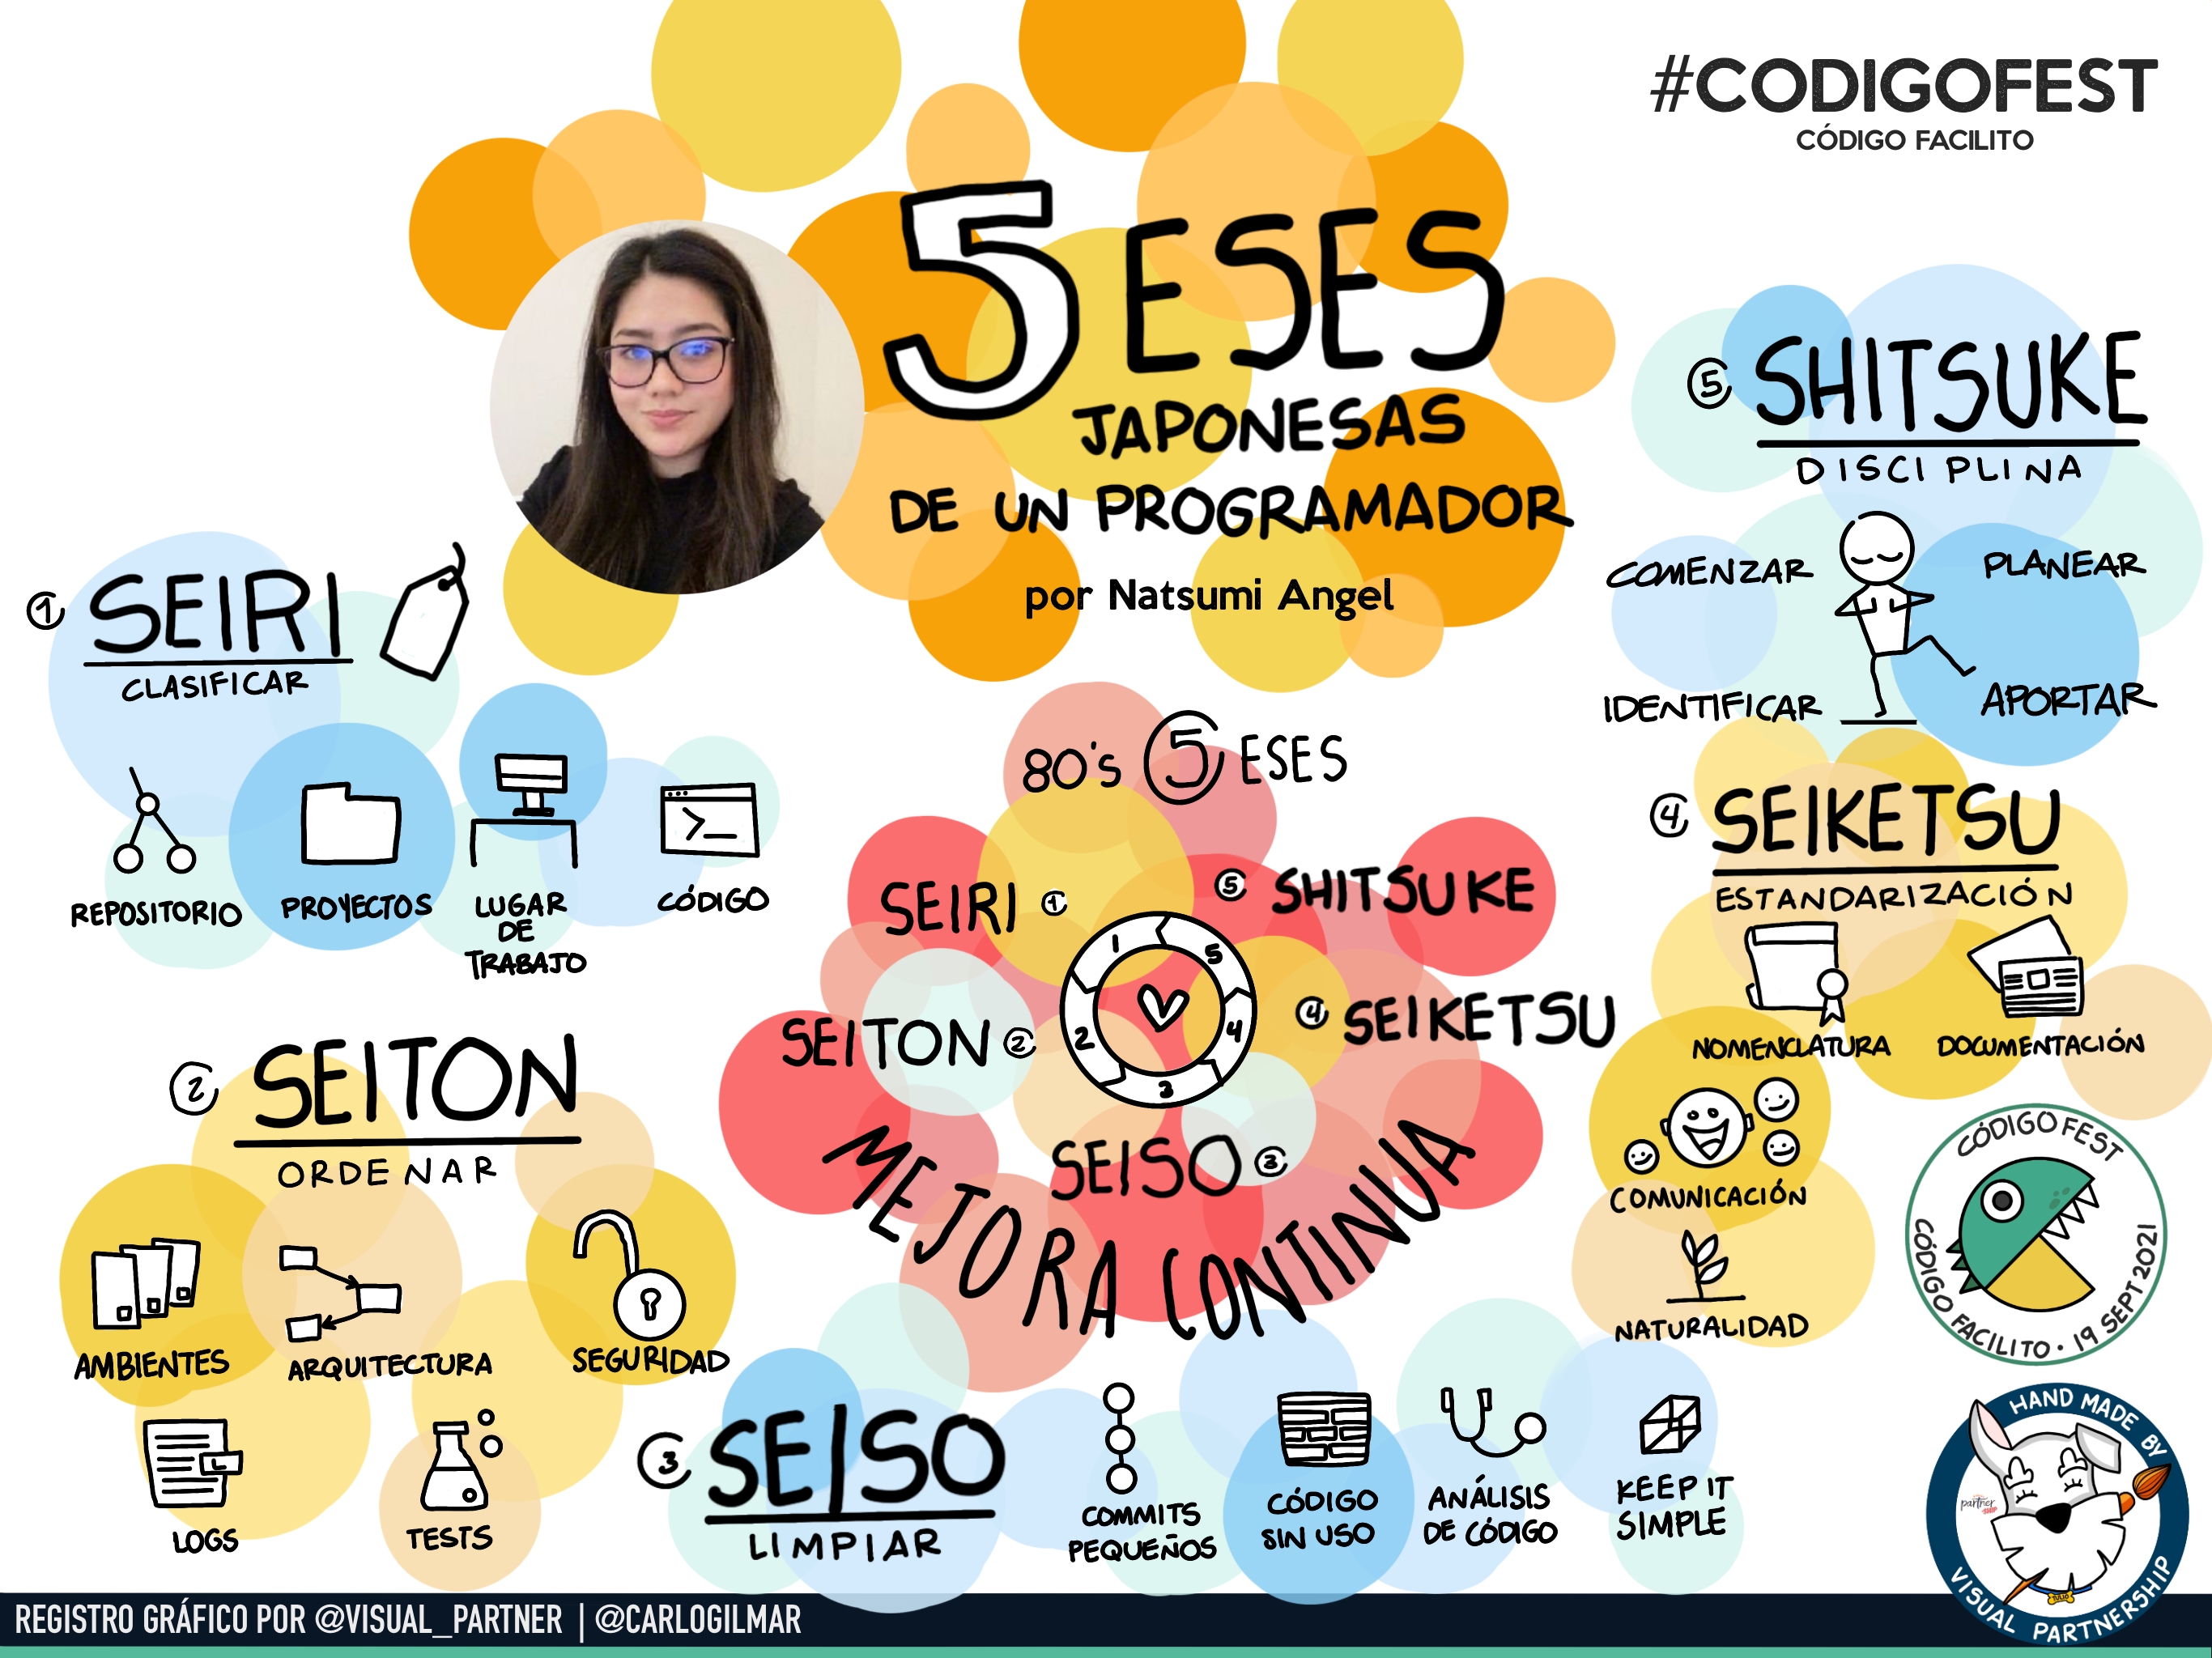 #CODIGOFEST
CÓDIGO FACILITO
5 ESES
JAPONESAS
DE UN PROGRAMADOR
por Natsumi Angel
1 SEIRI
CLASIFICAR
REPOSITORIO
PROYECTOS
LUGAR
DE
TRABAJO
CÓDIGO
2 SEITON
ORDENAR
AMBIENTES
ARQUITECTURA
SEGURIDAD
LOGS
TESTS
80's 5 ESES
SEIRI 1
5 SHITSUKE
SEITON 2
4 SEIKETSU
SEISO 3
1
5
2
4
3
MEJORA CONTINUA
3 SEISO
LIMPIAR
COMMITS
PEQUEÑOS
CÓDIGO
SIN USO
ANÁLISIS
DE CÓDIGO
KEEP IT
SIMPLE
5 SHITSUKE
DISCIPLINA
COMENZAR
PLANEAR
IDENTIFICAR
APORTAR
4 SEIKETSU
ESTANDARIZACIÓN
NOMENCLATURA
DOCUMENTACIÓN
COMUNICACIÓN
NATURALIDAD
CÓDIGO FEST
CÓDIGO FACILITO • 19 SEPT 2021
HAND MADE BY
partner
VISUAL PARTNERSHIP
REGISTRO GRÁFICO POR @VISUAL_PARTNER | @CARLOGILMAR